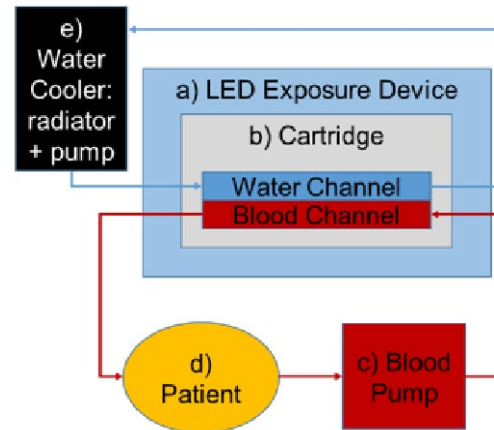 e)
Water
Cooler:
radiator
+ pump
a) LED Exposure Device
b) Cartridge
Water Channel
Blood Channel
d)
Patient
c) Blood
Pump